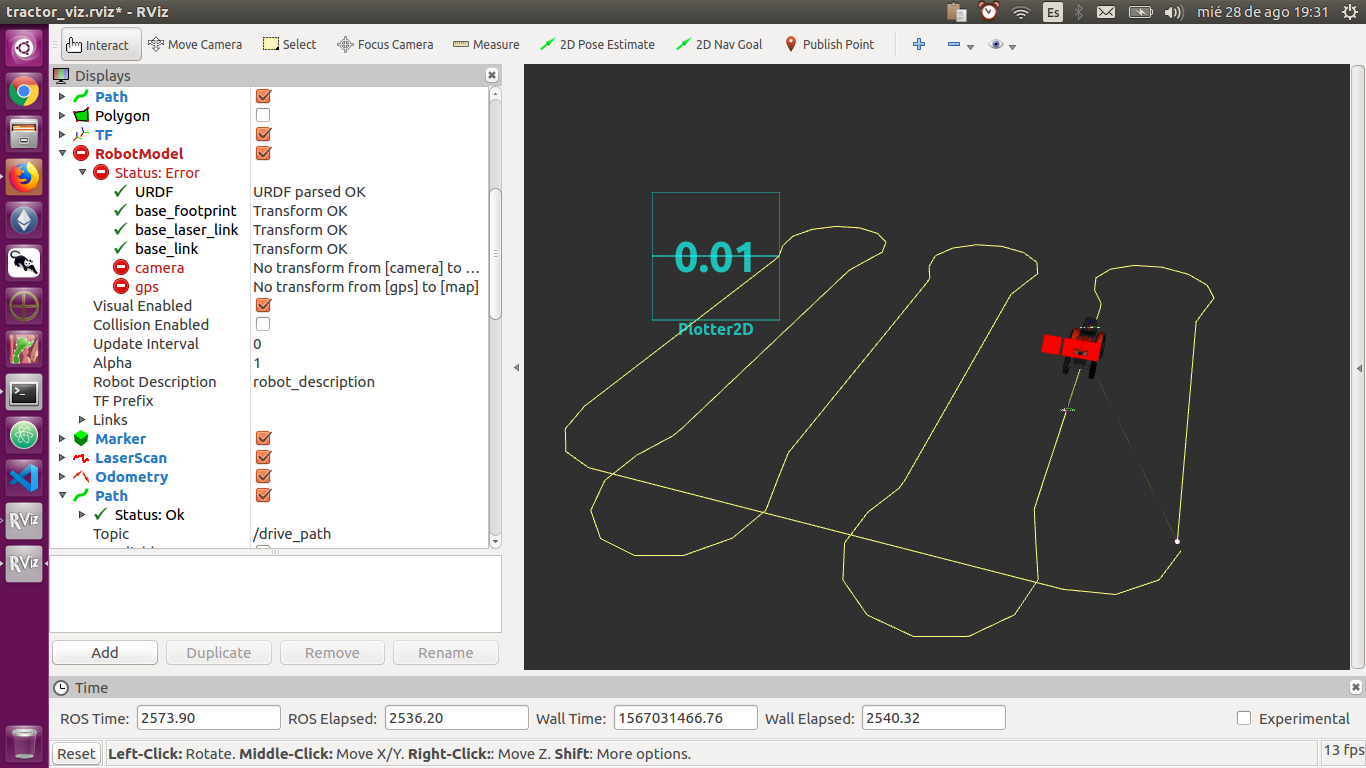 tractor_viz.rviz* - RViz
Es
mié 28 de ago 19:31
Interact
Move Camera
Select
Focus Camera
Measure
2D Pose Estimate
2D Nav Goal
Publish Point
Displays
Path
Polygon
TF
RobotModel
Status: Error
URDF URDF parsed OK
base_footprint Transform OK
base_laser_link Transform OK
base_link Transform OK
camera No transform from [camera] to ...
gps No transform from [gps] to [map]
Visual Enabled
Collision Enabled
Update Interval 0
Alpha 1
Robot Description robot_description
TF Prefix
Links
Marker
LaserScan
Odometry
Path
Status: Ok
Topic /drive_path
Add
Duplicate
Remove
Rename
0.01
Plotter2D
RViz
RViz
Time
ROS Time: 2573.90
ROS Elapsed: 2536.20
Wall Time: 1567031466.76
Wall Elapsed: 2540.32
Experimental
Reset
Left-Click: Rotate. Middle-Click: Move X/Y. Right-Click:: Move Z. Shift: More options.
13 fps